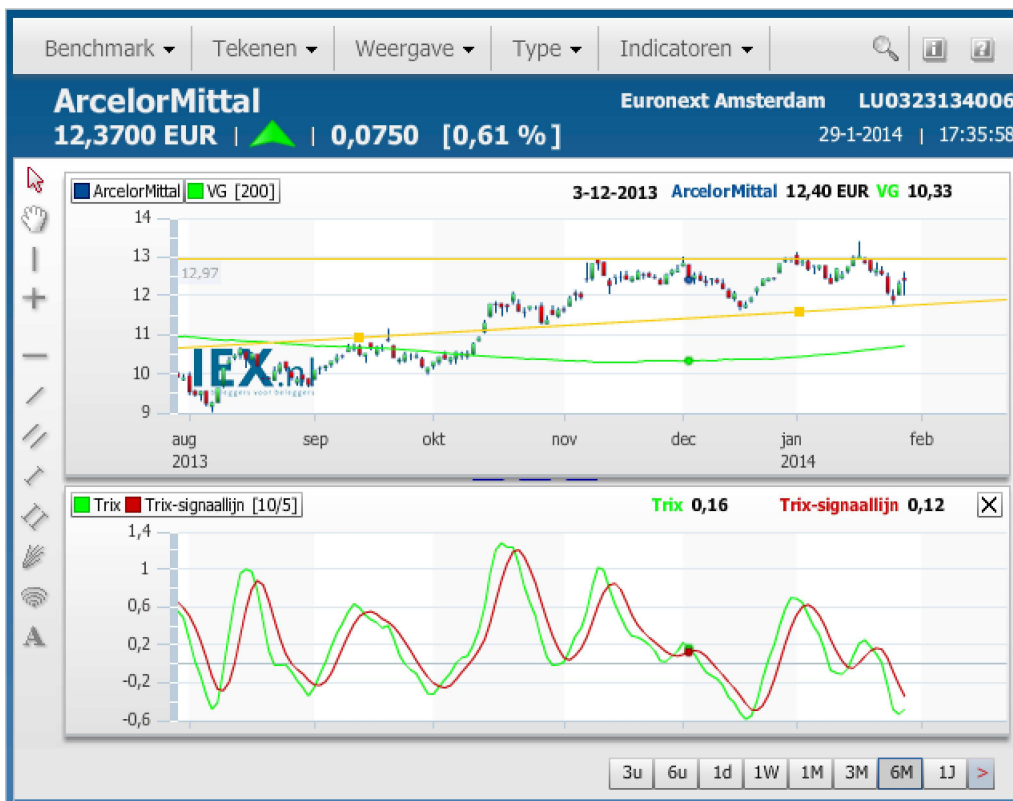 Benchmark Tekenen Weergave Type Indicatoren
ArcelorMittal Euronext Amsterdam LU0323134006
12,3700 EUR | | 0,0750 [0,61 %] 29-1-2014 | 17:35:58
ArcelorMittal VG [200] 3-12-2013 ArcelorMittal 12,40 EUR VG 10,33
14
13
12,97
12
11
10
IEX.nl
beleggers voor beleggers
9
aug sep okt nov dec jan feb
2013 2014
Trix Trix-signaallijn [10/5] Trix 0,16 Trix-signaallijn 0,12
1,4
1
0,6
0,2
-0,2
-0,6
A
3u 6u 1d 1W 1M 3M 6M 1J >